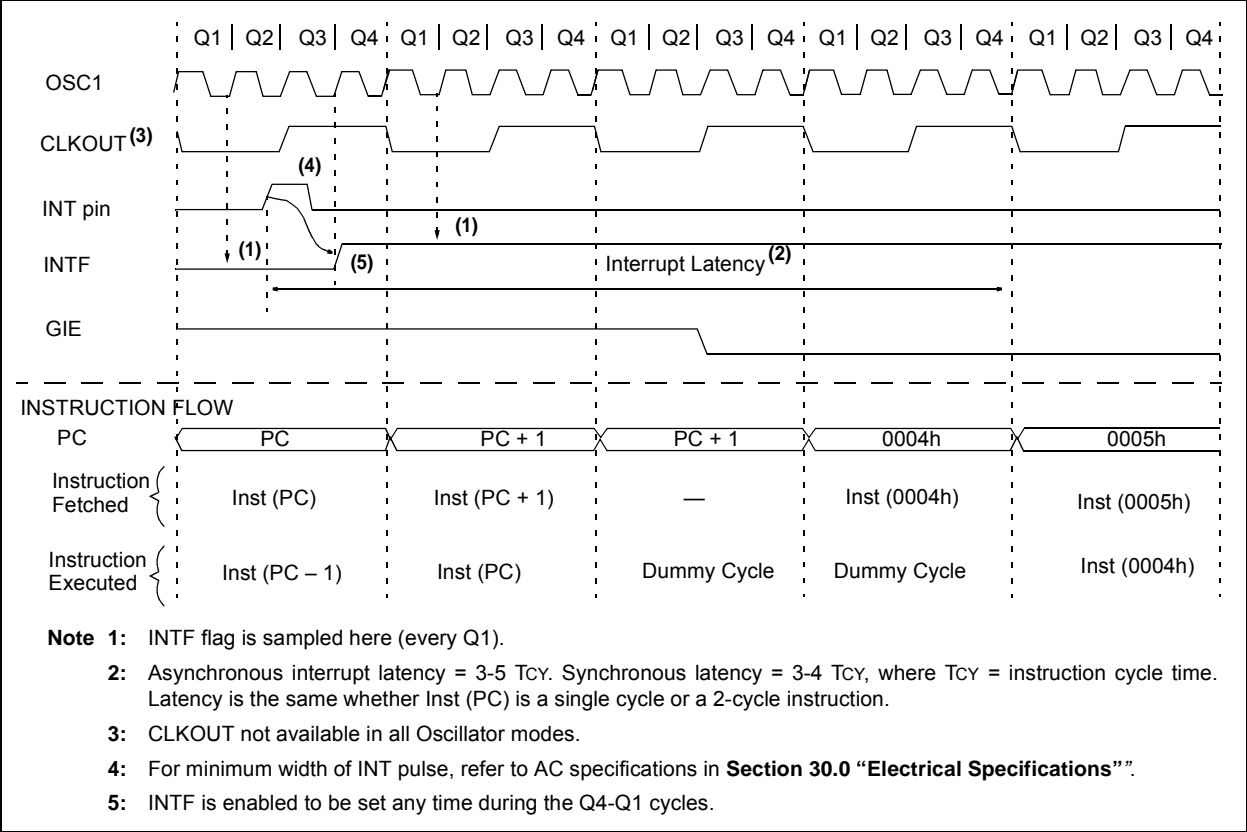 Q1 Q2 Q3 Q4 Q1 Q2 Q3 Q4 Q1 Q2 Q3 Q4 Q1 Q2 Q3 Q4 Q1 Q2 Q3 Q4
OSC1
CLKOUT (3)
(4)
INT pin
(1)
(1)
INTF
(5)
Interrupt Latency (2)
GIE
INSTRUCTION FLOW
PC PC PC + 1 PC + 1 0004h 0005h
Instruction
Fetched
Inst (PC) Inst (PC + 1) — Inst (0004h) Inst (0005h)
Instruction
Executed
Inst (PC – 1) Inst (PC) Dummy Cycle Dummy Cycle Inst (0004h)
Note 1: INTF flag is sampled here (every Q1).
2: Asynchronous interrupt latency = 3-5 TCY. Synchronous latency = 3-4 TCY, where TCY = instruction cycle time.
Latency is the same whether Inst (PC) is a single cycle or a 2-cycle instruction.
3: CLKOUT not available in all Oscillator modes.
4: For minimum width of INT pulse, refer to AC specifications in Section 30.0 “Electrical Specifications””.
5: INTF is enabled to be set any time during the Q4-Q1 cycles.